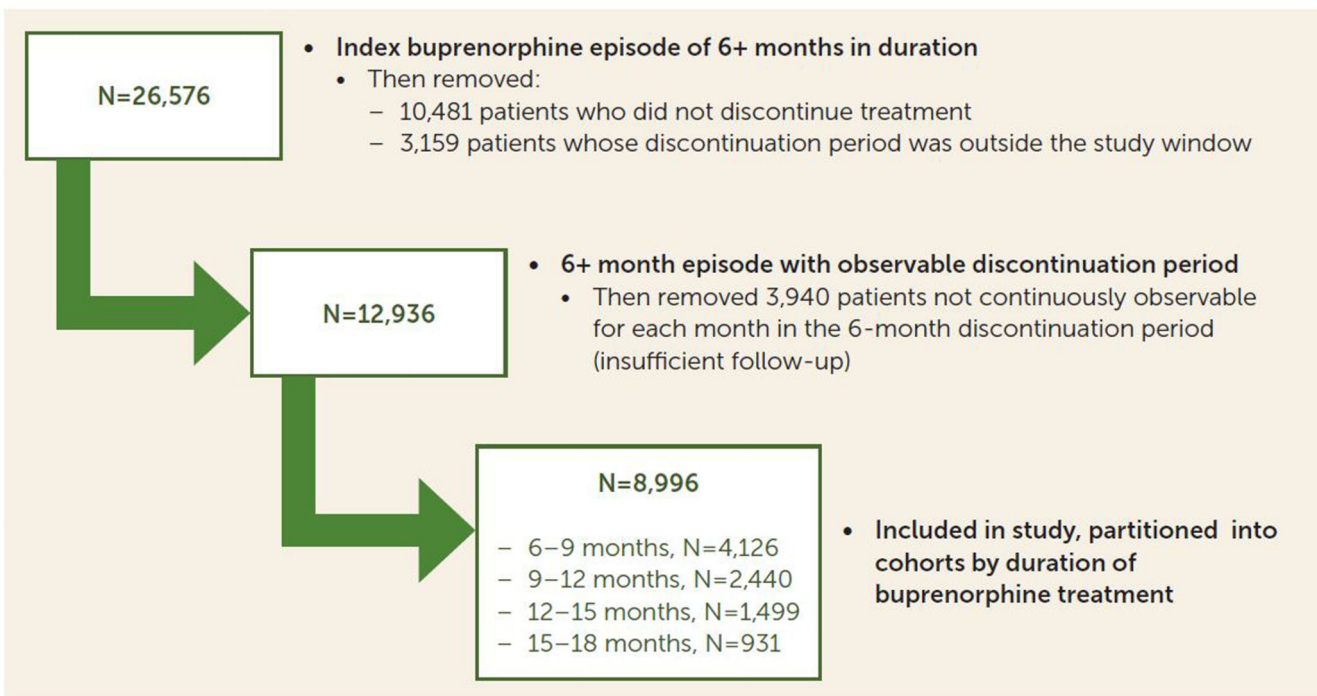 N=26,576
• Index buprenorphine episode of 6+ months in duration
• Then removed:
– 10,481 patients who did not discontinue treatment
– 3,159 patients whose discontinuation period was outside the study window
N=12,936
• 6+ month episode with observable discontinuation period
• Then removed 3,940 patients not continuously observable
for each month in the 6-month discontinuation period
(insufficient follow-up)
N=8,996
– 6–9 months, N=4,126
– 9–12 months, N=2,440
– 12–15 months, N=1,499
– 15–18 months, N=931
• Included in study, partitioned into
cohorts by duration of
buprenorphine treatment